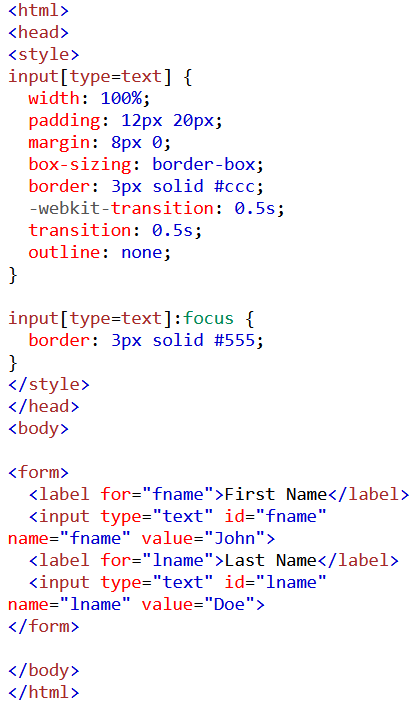 <html>
<head>
<style>
input[type=text] {
  width: 100%;
  padding: 12px 20px;
  margin: 8px 0;
  box-sizing: border-box;
  border: 3px solid #ccc;
  -webkit-transition: 0.5s;
  transition: 0.5s;
  outline: none;
}

input[type=text]:focus {
  border: 3px solid #555;
}
</style>
</head>
<body>

<form>
  <label for="fname">First Name</label>
  <input type="text" id="fname"
name="fname" value="John">
  <label for="lname">Last Name</label>
  <input type="text" id="lname"
name="lname" value="Doe">
</form>

</body>
</html>